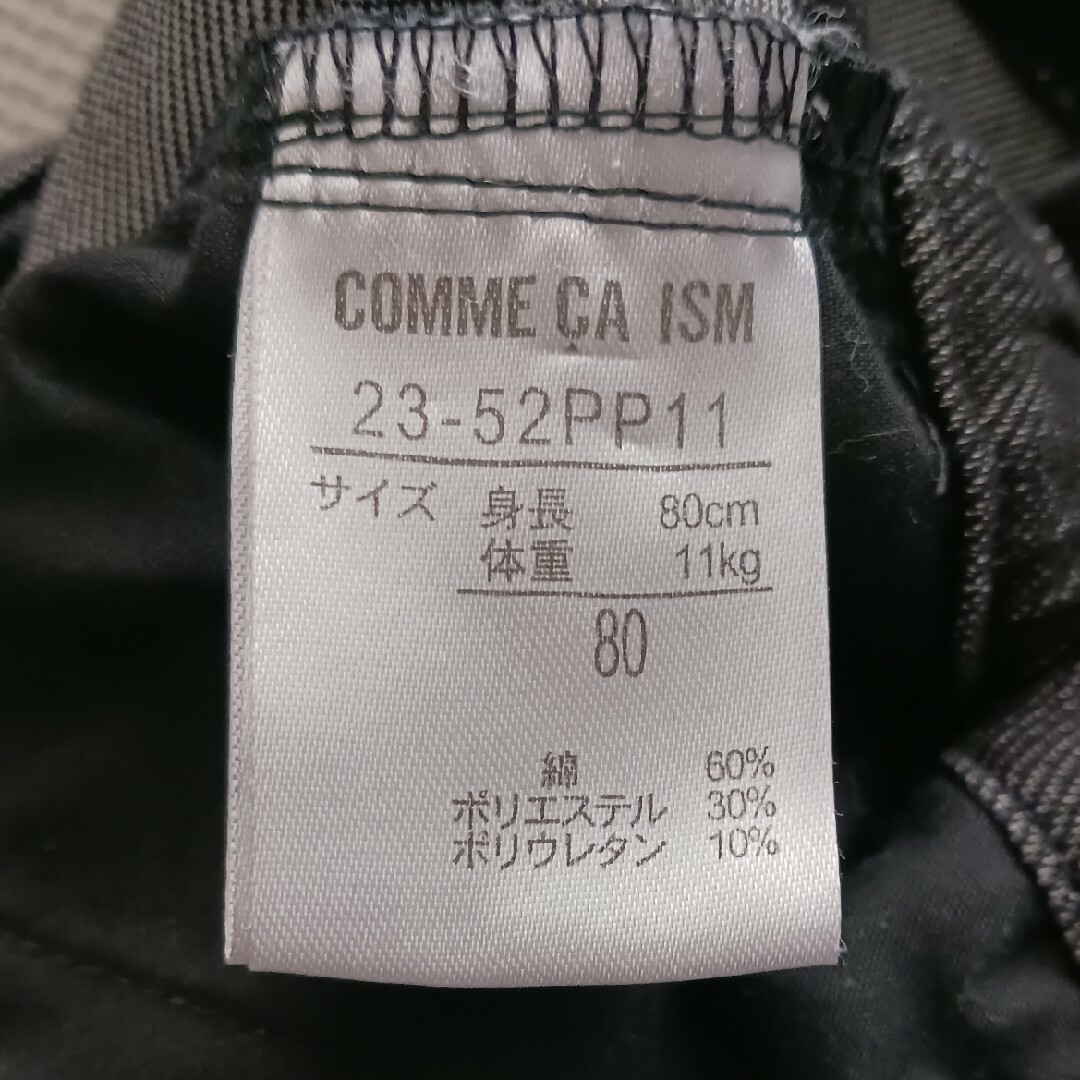 COMME ÇA ISM
23-52PP11
サイズ 身長 80cm
体重 11kg
80
綿 60%
ポリエステル 30%
ポリウレタン 10%